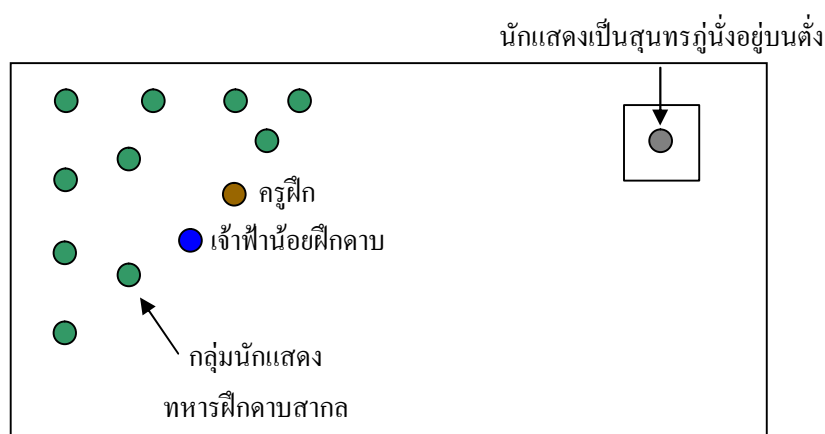 นักแสดงเป็นสุนทรภู่นั่งอยู่บนตั่ง
ครูฝึก
เจ้าฟ้าน้อยฝึกดาบ
กลุ่มนักแสดง
ทหารฝึกดาบสากล